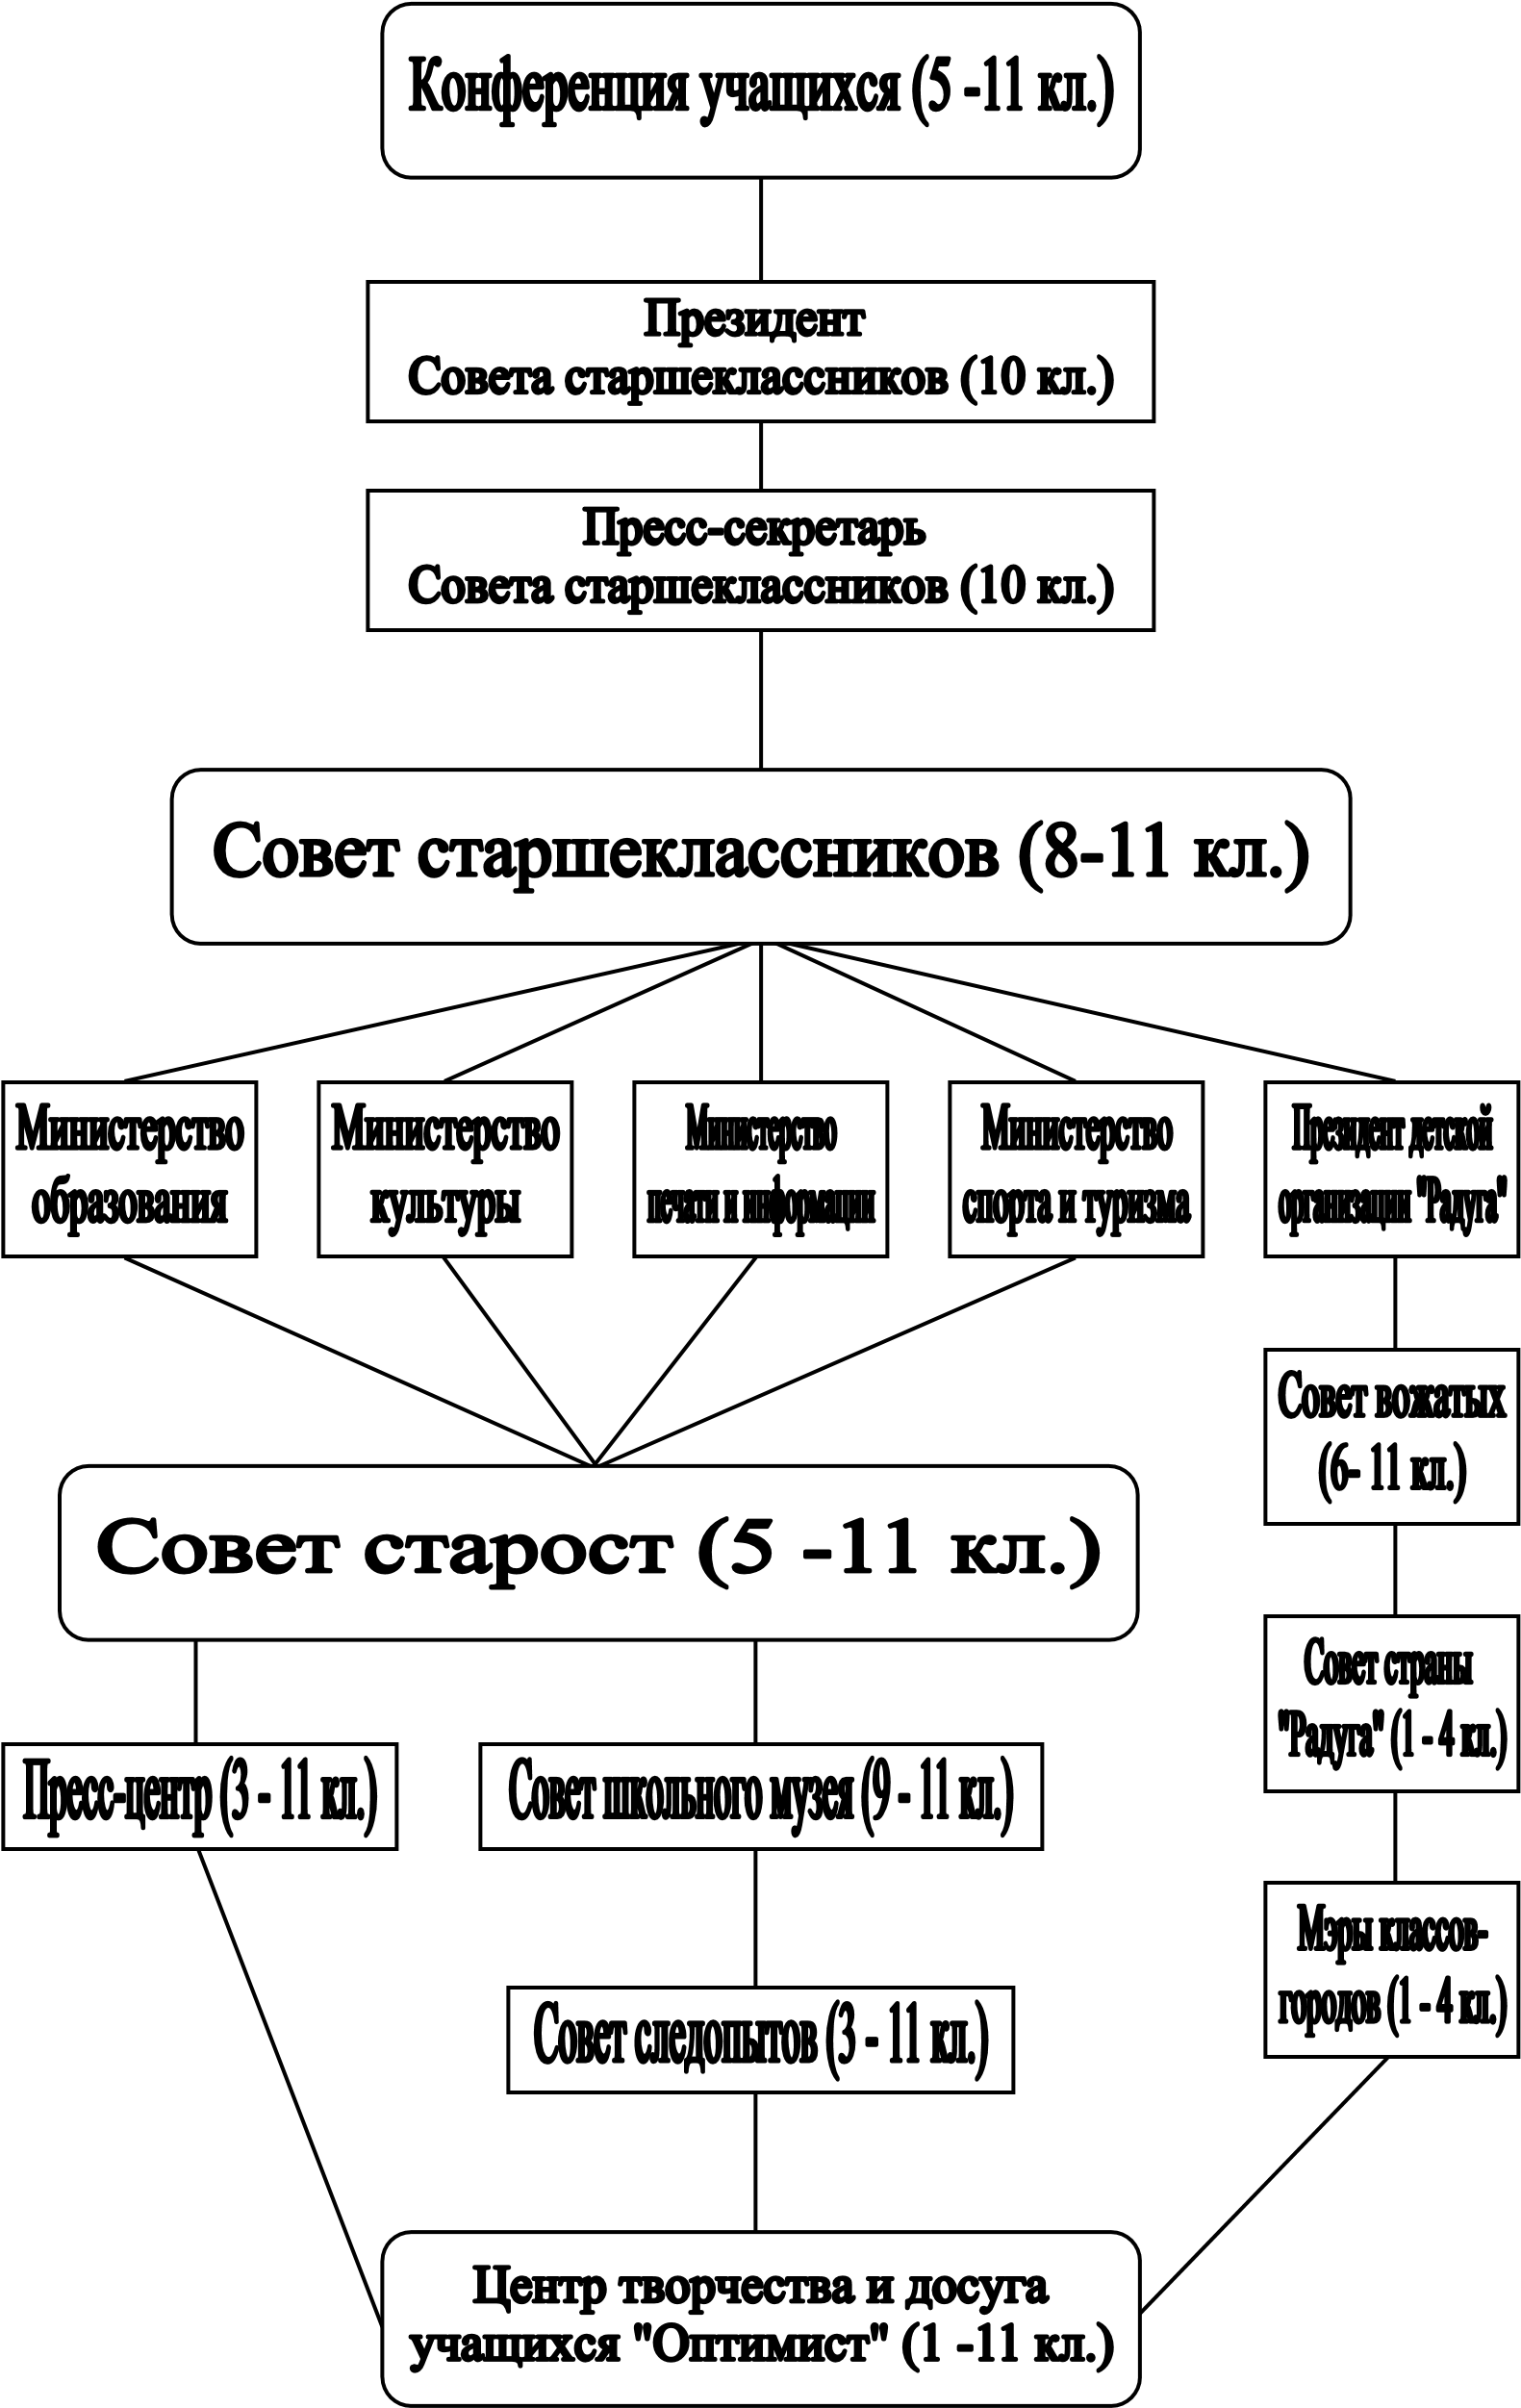 Конференция учащихся (5 -11 кл.)
Президент
Совета старшеклассников (10 кл.)
Пресс-секретарь
Совета старшеклассников (10 кл.)
Совет старшеклассников (8-11 кл.)
Министерство
образования
Министерство
культуры
Министерство
печати и информации
Министерство
спорта и туризма
Президент детской
организации "Радуга"
Совет вожатых
(6- 11 кл.)
Совет старост (5 -11 кл.)
Совет страны
"Радуга" (1 - 4 кл.)
Пресс-центр (3 - 11 кл.)
Совет школьного музея (9 - 11 кл.)
Мэры классов-
городов (1 - 4 кл.)
Совет следопытов (3 - 11 кл.)
Центр творчества и досуга
учащихся "Оптимист" (1 -11 кл.)